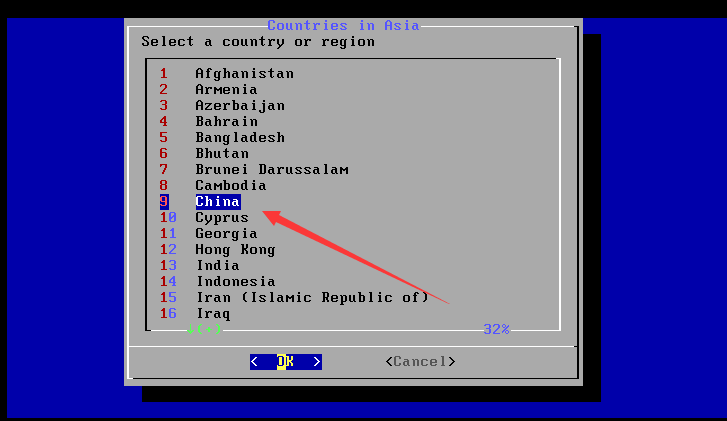 Countries in Asia
Select a country or region
1 Afghanistan
2 Armenia
3 Azerbaijan
4 Bahrain
5 Bangladesh
6 Bhutan
7 Brunei Darussalam
8 Cambodia
9 China
10 Cyprus
11 Georgia
12 Hong Kong
13 India
14 Indonesia
15 Iran (Islamic Republic of)
16 Iraq
↓(+) 32%
< OK > <Cancel>